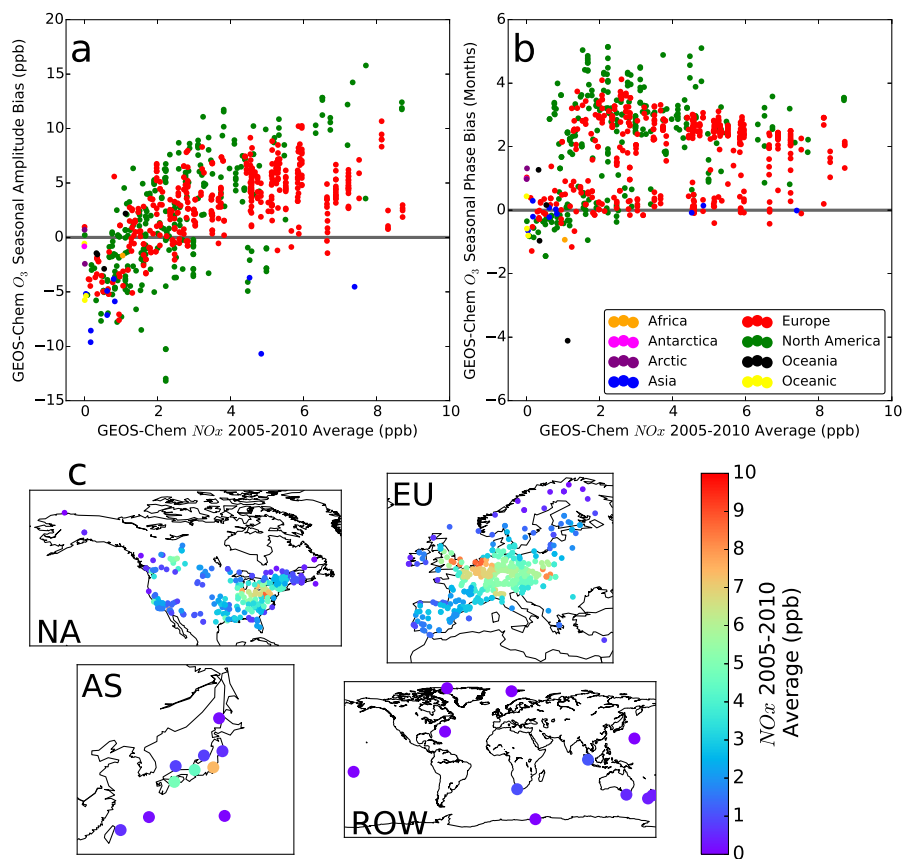 GEOS-Chem O₃ Seasonal Amplitude Bias (ppb)
20
15
10
5
0
−5
−10
−15
a
0
2
4
6
8
10
GEOS-Chem NOx 2005-2010 Average (ppb)
GEOS-Chem O₃ Seasonal Phase Bias (Months)
6
4
2
0
−2
−4
−6
b
Africa
Antarctica
Arctic
Asia
Europe
North America
Oceania
Oceanic
0
2
4
6
8
10
GEOS-Chem NOx 2005-2010 Average (ppb)
c
NA
EU
AS
ROW
10
9
8
7
6
5
4
3
2
1
0
NOx 2005-2010
Average (ppb)